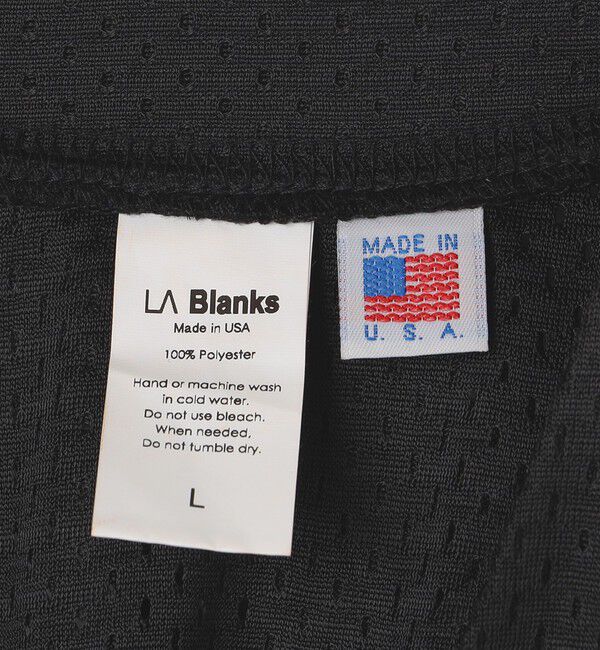 LA Blanks
Made in USA
100% Polyester
Hand or machine wash
in cold water.
Do not use bleach.
When needed,
Do not tumble dry.
L
MADE IN
U. S. A.